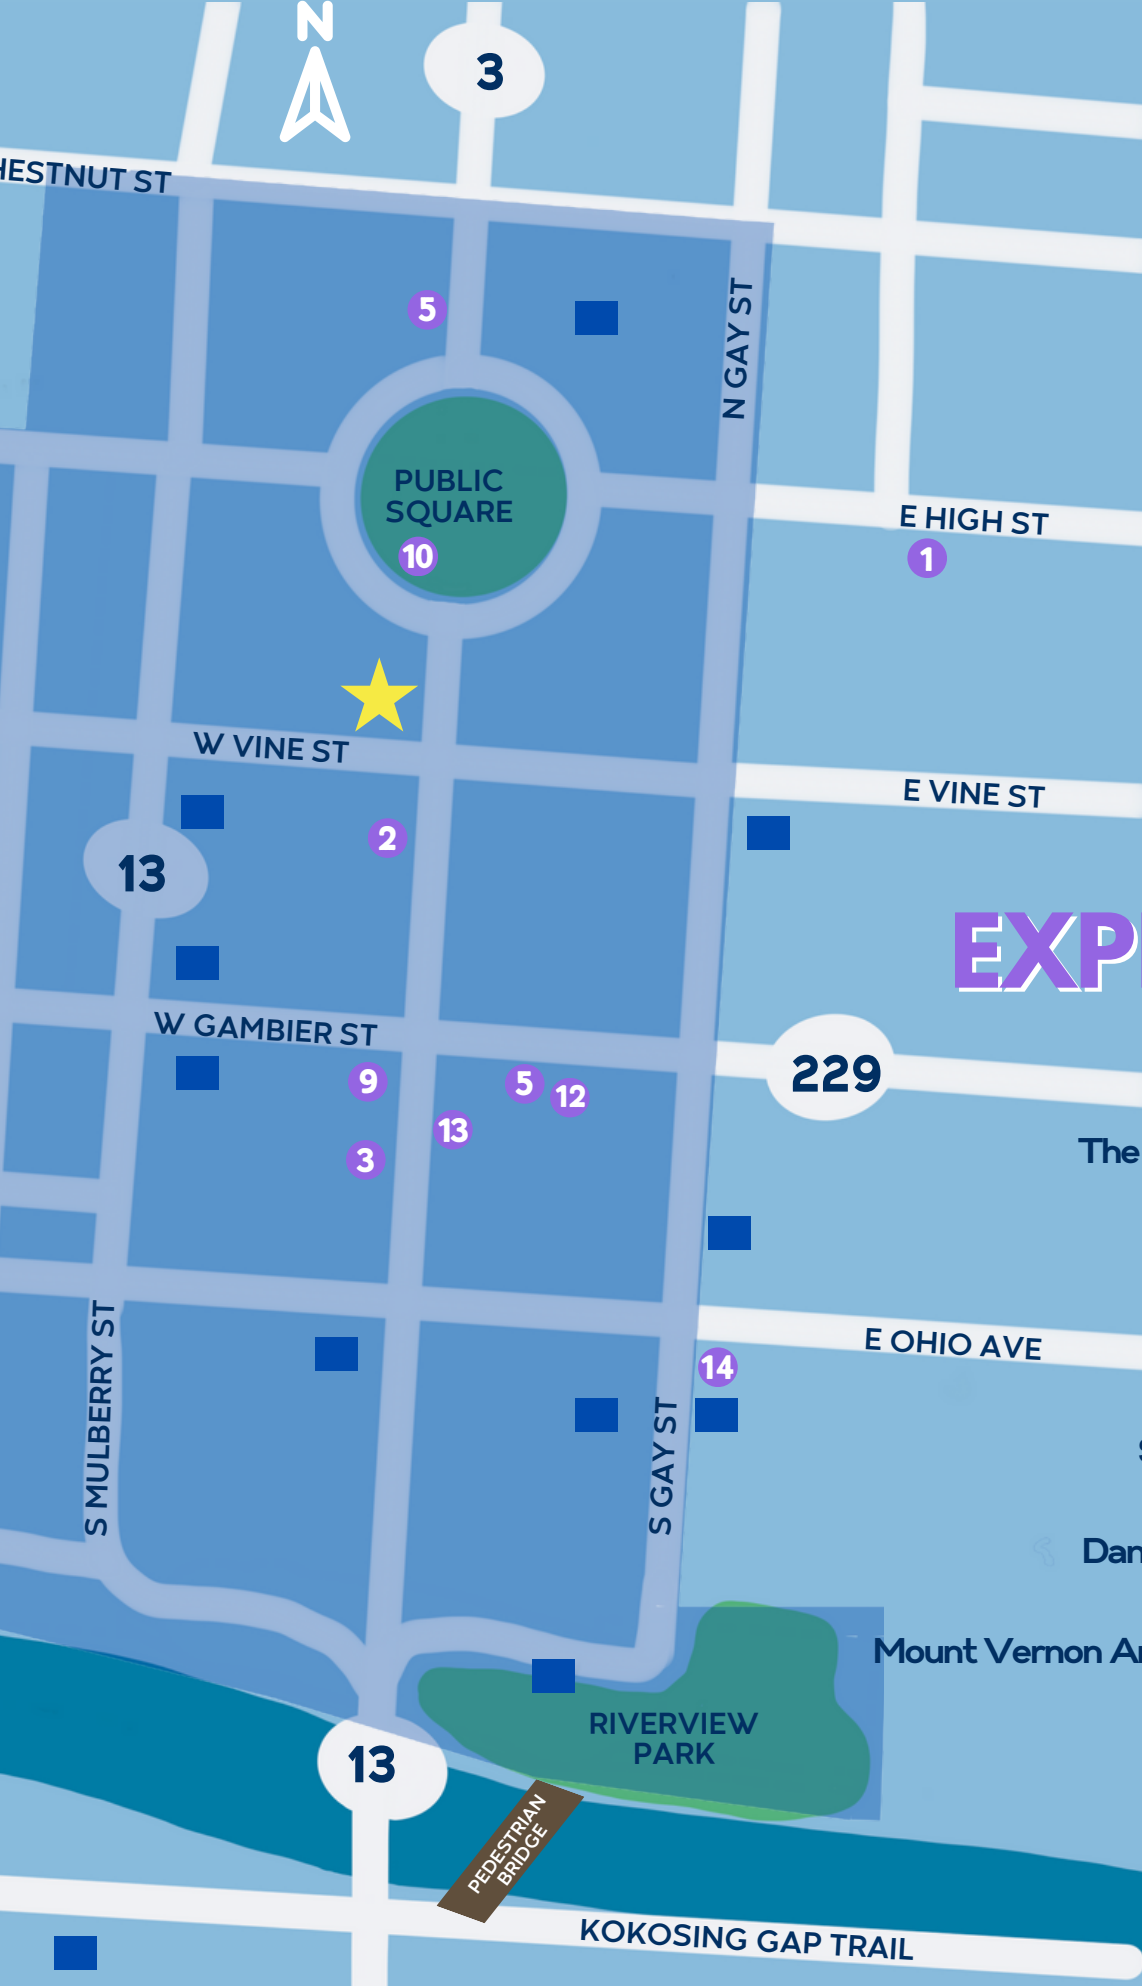 N
3
HESTNUT ST
5
N GAY ST
PUBLIC
SQUARE
10
E HIGH ST
1
W VINE ST
E VINE ST
2
13
EXP
W GAMBIER ST
229
9
5
12
13
3
The
E OHIO AVE
14
S MULBERRY ST
S GAY ST
Dan
Mount Vernon Ar
RIVERVIEW
PARK
13
PEDESTRIAN
BRIDGE
KOKOSING GAP TRAIL